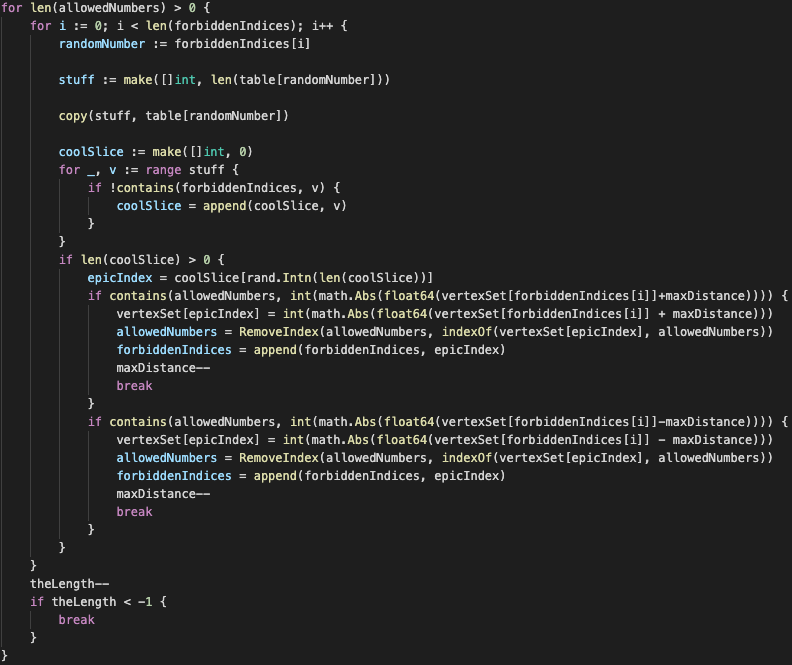 for len(allowedNumbers) > 0 {
    for i := 0; i < len(forbiddenIndices); i++ {
        randomNumber := forbiddenIndices[i]
        stuff := make([]int, len(table[randomNumber]))
        copy(stuff, table[randomNumber])
        coolSlice := make([]int, 0)
        for _, v := range stuff {
            if !contains(forbiddenIndices, v) {
                coolSlice = append(coolSlice, v)
            }
        }
        if len(coolSlice) > 0 {
            epicIndex = coolSlice[rand.Intn(len(coolSlice))]
            if contains(allowedNumbers, int(math.Abs(float64(vertexSet[forbiddenIndices[i]]+maxDistance)))) {
                vertexSet[epicIndex] = int(math.Abs(float64(vertexSet[forbiddenIndices[i]] + maxDistance)))
                allowedNumbers = RemoveIndex(allowedNumbers, indexOf(vertexSet[epicIndex], allowedNumbers))
                forbiddenIndices = append(forbiddenIndices, epicIndex)
                maxDistance--
                break
            }
            if contains(allowedNumbers, int(math.Abs(float64(vertexSet[forbiddenIndices[i]]-maxDistance)))) {
                vertexSet[epicIndex] = int(math.Abs(float64(vertexSet[forbiddenIndices[i]] - maxDistance)))
                allowedNumbers = RemoveIndex(allowedNumbers, indexOf(vertexSet[epicIndex], allowedNumbers))
                forbiddenIndices = append(forbiddenIndices, epicIndex)
                maxDistance--
                break
            }
        }
    }
    theLength--
    if theLength < -1 {
        break
    }
}